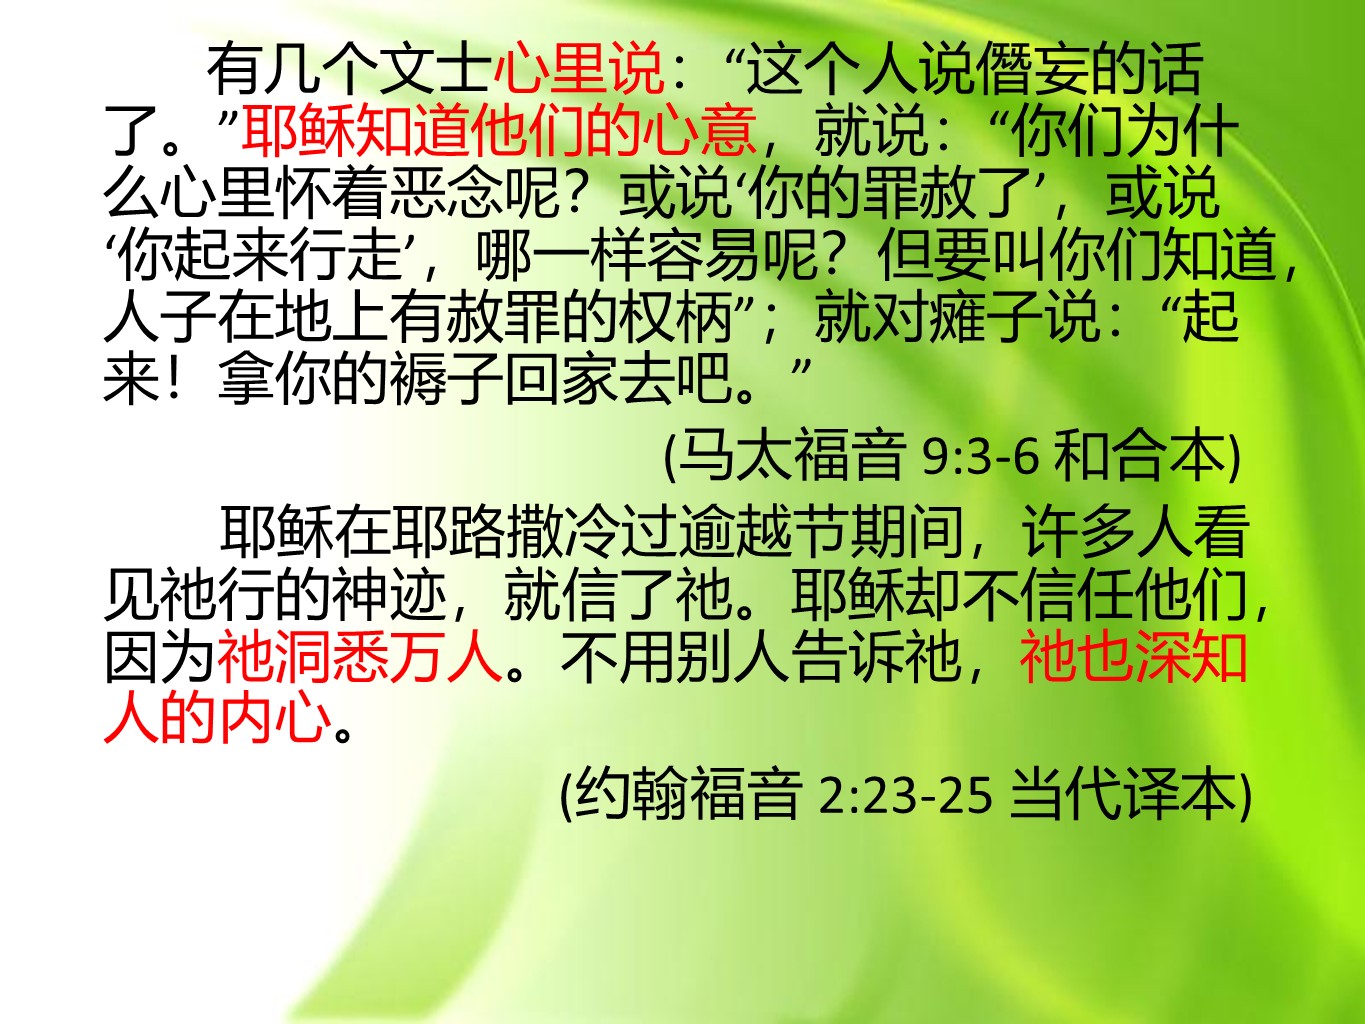 有几个文士心里说：“这个人说僭妄的话
了。”耶稣知道他们的心意，就说：“你们为什
么心里怀着恶念呢？或说‘你的罪赦了’，或说
‘你起来行走’，哪一样容易呢？但要叫你们知道，
人子在地上有赦罪的权柄”；就对瘫子说：“起
来！拿你的褥子回家去吧。”
(马太福音 9:3-6 和合本)
耶稣在耶路撒冷过逾越节期间，许多人看
见祂行的神迹，就信了祂。耶稣却不信任他们，
因为祂洞悉万人。不用别人告诉祂，祂也深知
人的内心。
(约翰福音 2:23-25 当代译本)